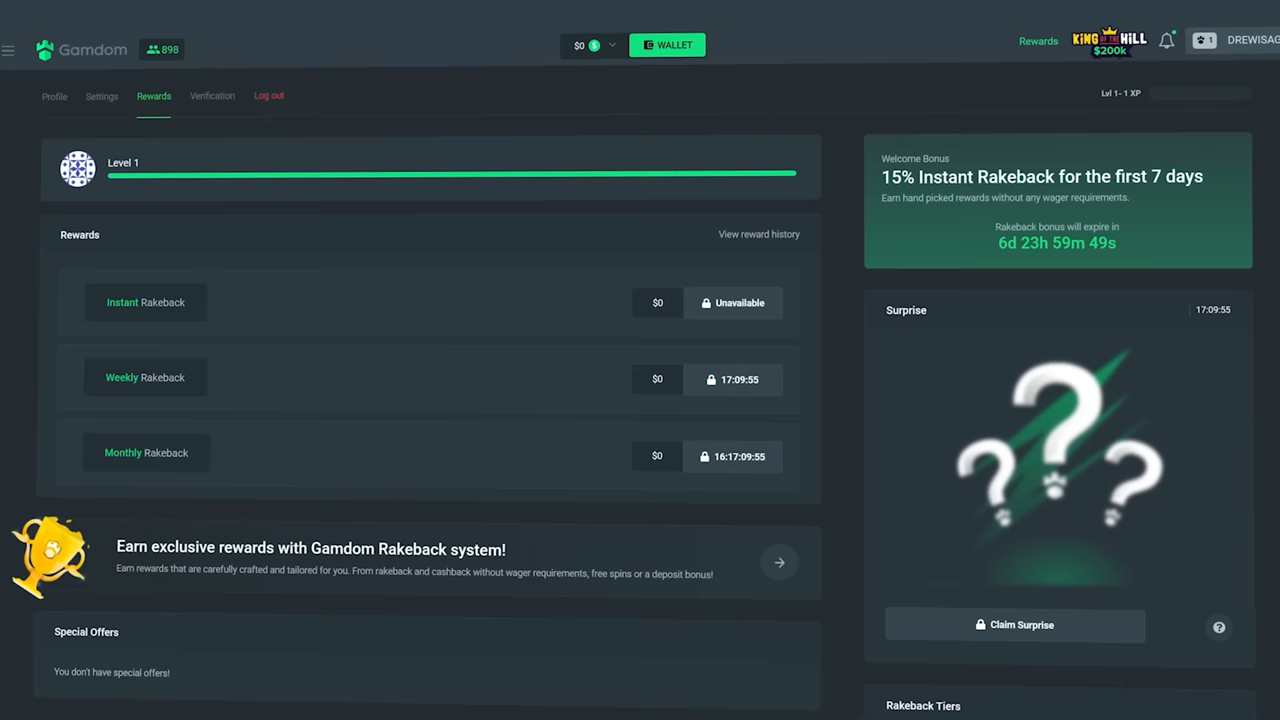 Gamdom
898
$0
WALLET
Rewards
KING OF THE HILL
$200k
1
DREWISAG
Profile
Settings
Rewards
Verification
Log out
Lvl 1- 1 XP
Level 1
Rewards
View reward history
Instant Rakeback
$0
Unavailable
Weekly Rakeback
$0
17:09:55
Monthly Rakeback
$0
16:17:09:55
Earn exclusive rewards with Gamdom Rakeback system!
Earn rewards that are carefully crafted and tailored for you. From rakeback and cashback without wager requirements, free spins or a deposit bonus!
Special Offers
You don't have special offers!
Welcome Bonus
15% Instant Rakeback for the first 7 days
Earn hand picked rewards without any wager requirements.
Rakeback bonus will expire in
6d 23h 59m 49s
Surprise
17:09:55
???
Claim Surprise
?
Rakeback Tiers